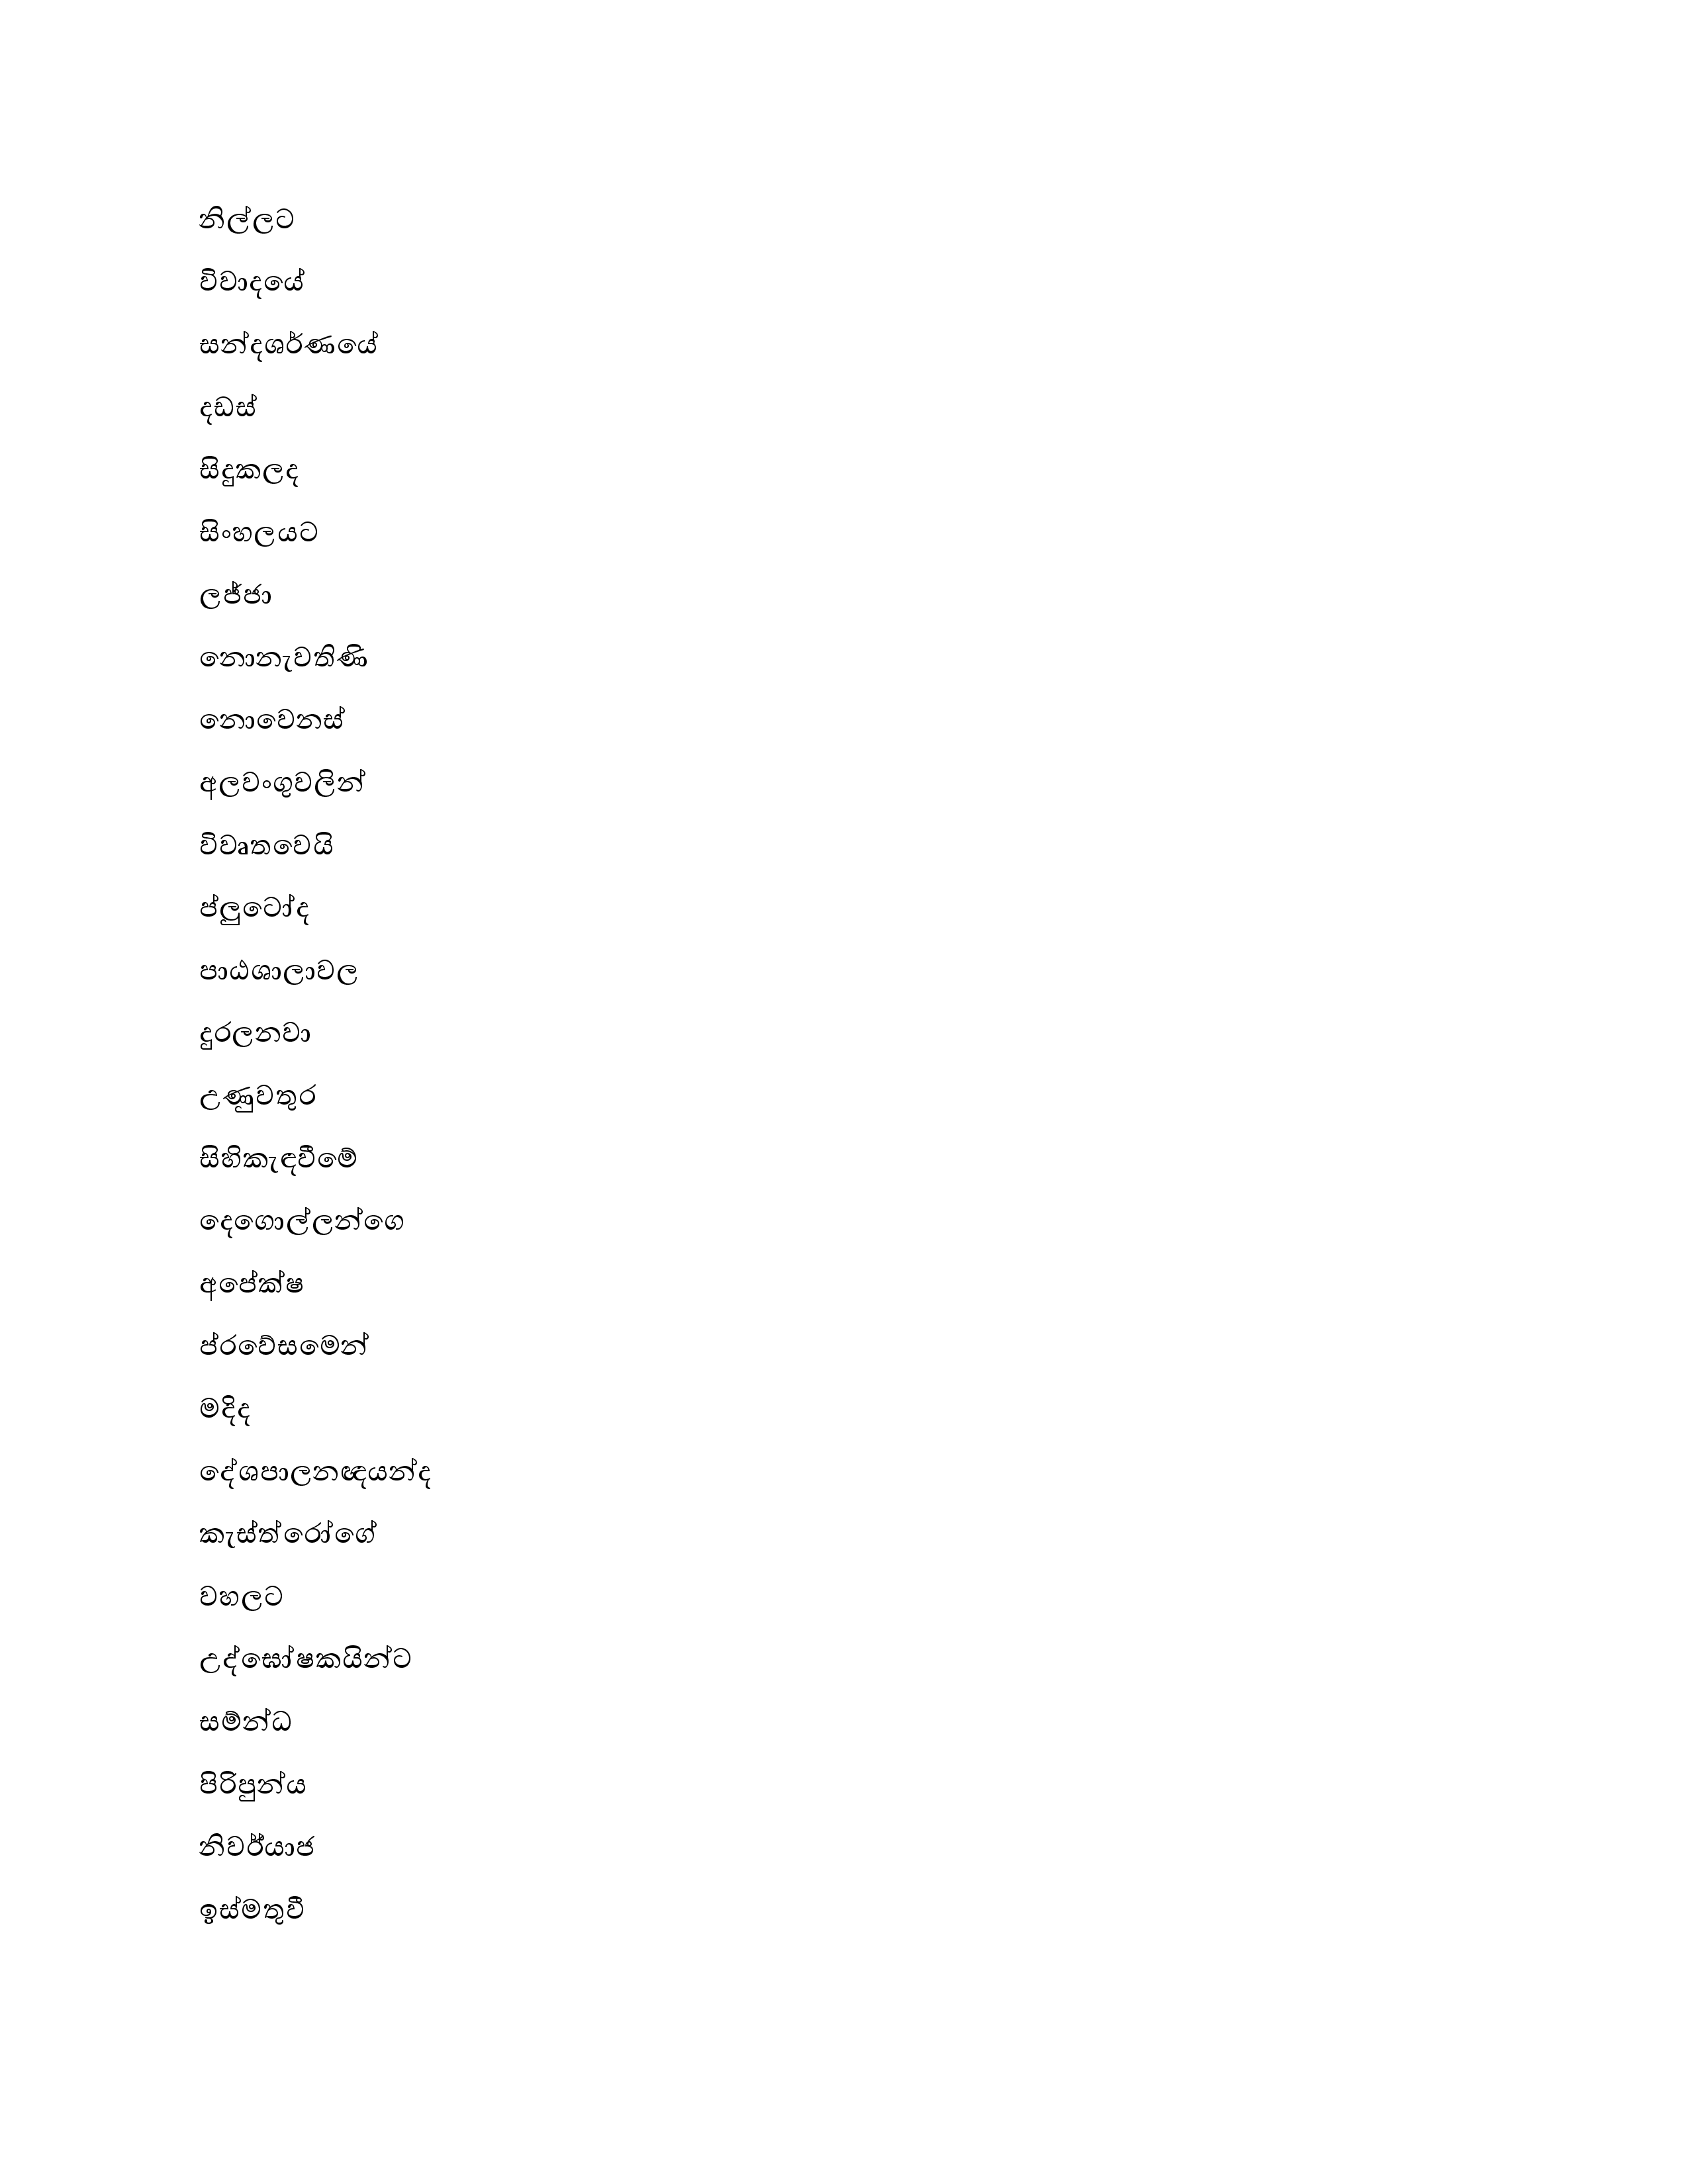 නිල්ලට
විවාදයේ
සන්දශර්ණයේ
දඩස්
සිදුකලද
සිංහලයට
ලජ්ජා
නොනැවතිණි
නොවෙනස්
අලවංගුවලින්
විවෘතවෙයි
ප්ලුටෝද
පාඨශාලාවල
දුරලනවා
උණුවතුර
සිහිකැඳවීමේ
දෙගොල්ලන්ගෙ
අපේක්ෂ
ප්රවේසමෙන්
මදිද
දේශපාලනඥයන්ද
කැස්ත්රෝගේ
වහලට
උද්ඝෝෂකයින්ට
සම්න්ධ
පිරිපුන්ය
නිවර්යාජ
ඉස්මතුවී